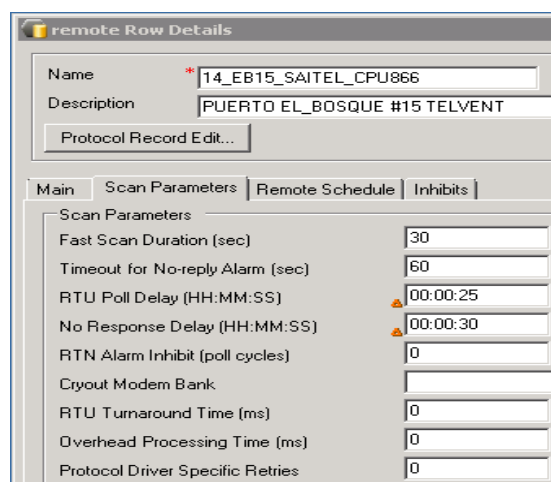 remote Row Details
Name * 14_EB15_SAITEL_CPU866
Description PUERTO EL_BOSQUE #15 TELVENT
Protocol Record Edit...
Main Scan Parameters Remote Schedule Inhibits
Scan Parameters
Fast Scan Duration (sec) 30
Timeout for No-reply Alarm (sec) 60
RTU Poll Delay (HH:MM:SS) 00:00:25
No Response Delay (HH:MM:SS) 00:00:30
RTN Alarm Inhibit (poll cycles) 0
Cryout Modem Bank
RTU Turnaround Time (ms) 0
Overhead Processing Time (ms) 0
Protocol Driver Specific Retries 0